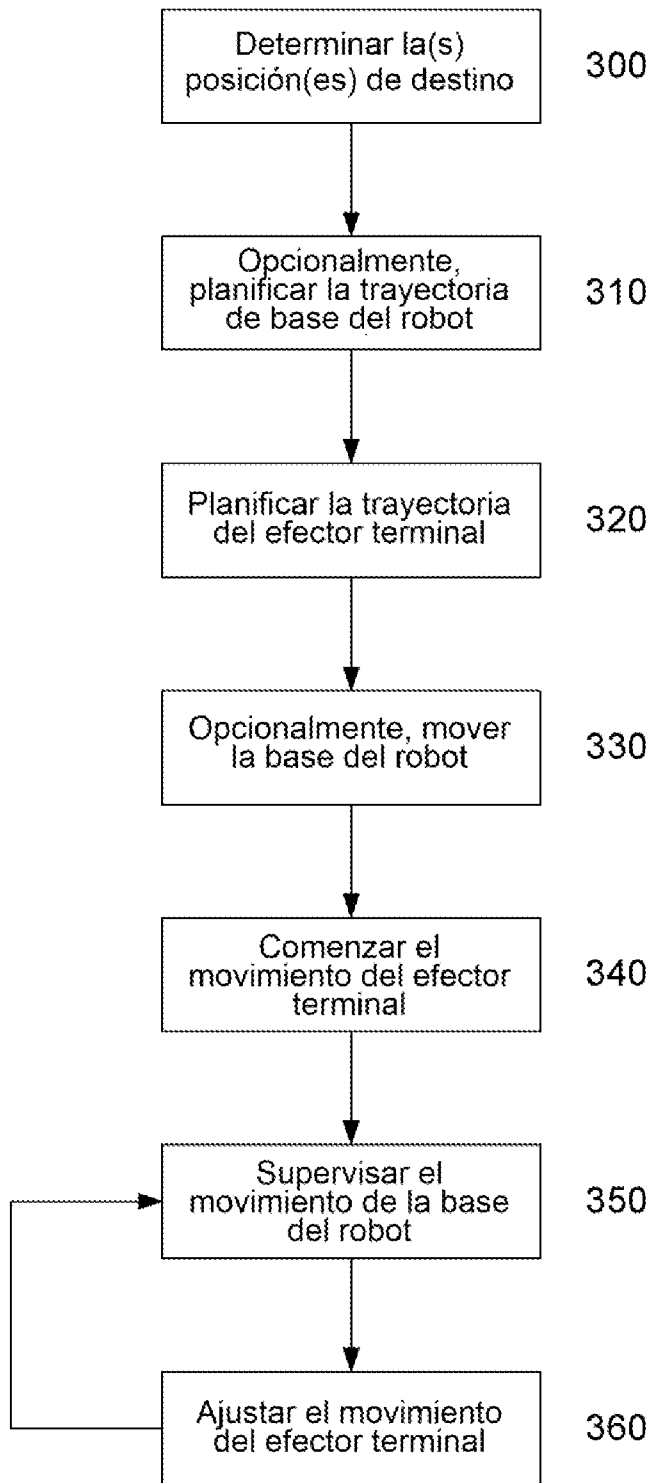 Determinar la(s)
posición(es) de destino
300
Opcionalmente,
planificar la trayectoria
de base del robot
310
Planificar la trayectoria
del efector terminal
320
Opcionalmente, mover
la base del robot
330
Comenzar el
movimiento del efector
terminal
340
Supervisar el
movimiento de la base
del robot
350
Ajustar el movimiento
del efector terminal
360